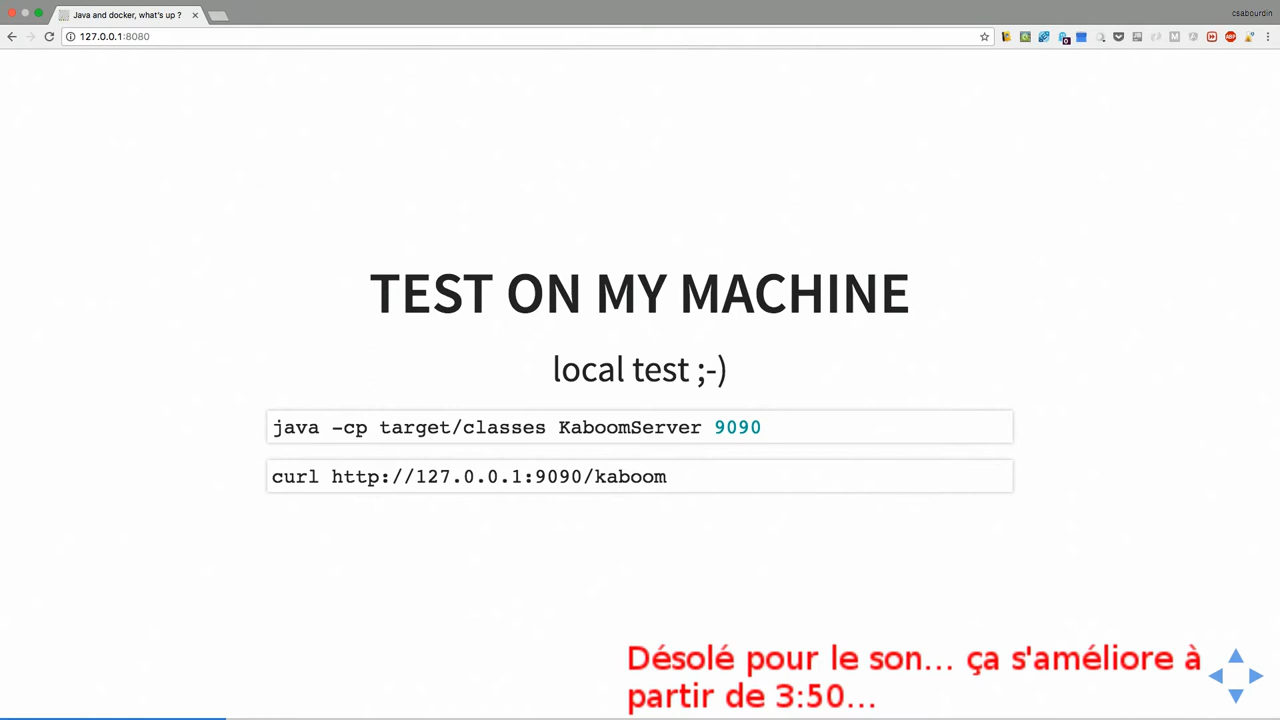 Java and docker, what's up ?
csabourdin
127.0.0.1:8080
TEST ON MY MACHINE
local test ;-)
java -cp target/classes KaboomServer 9090
curl http://127.0.0.1:9090/kaboom
Désolé pour le son... ça s'améliore à
partir de 3:50...